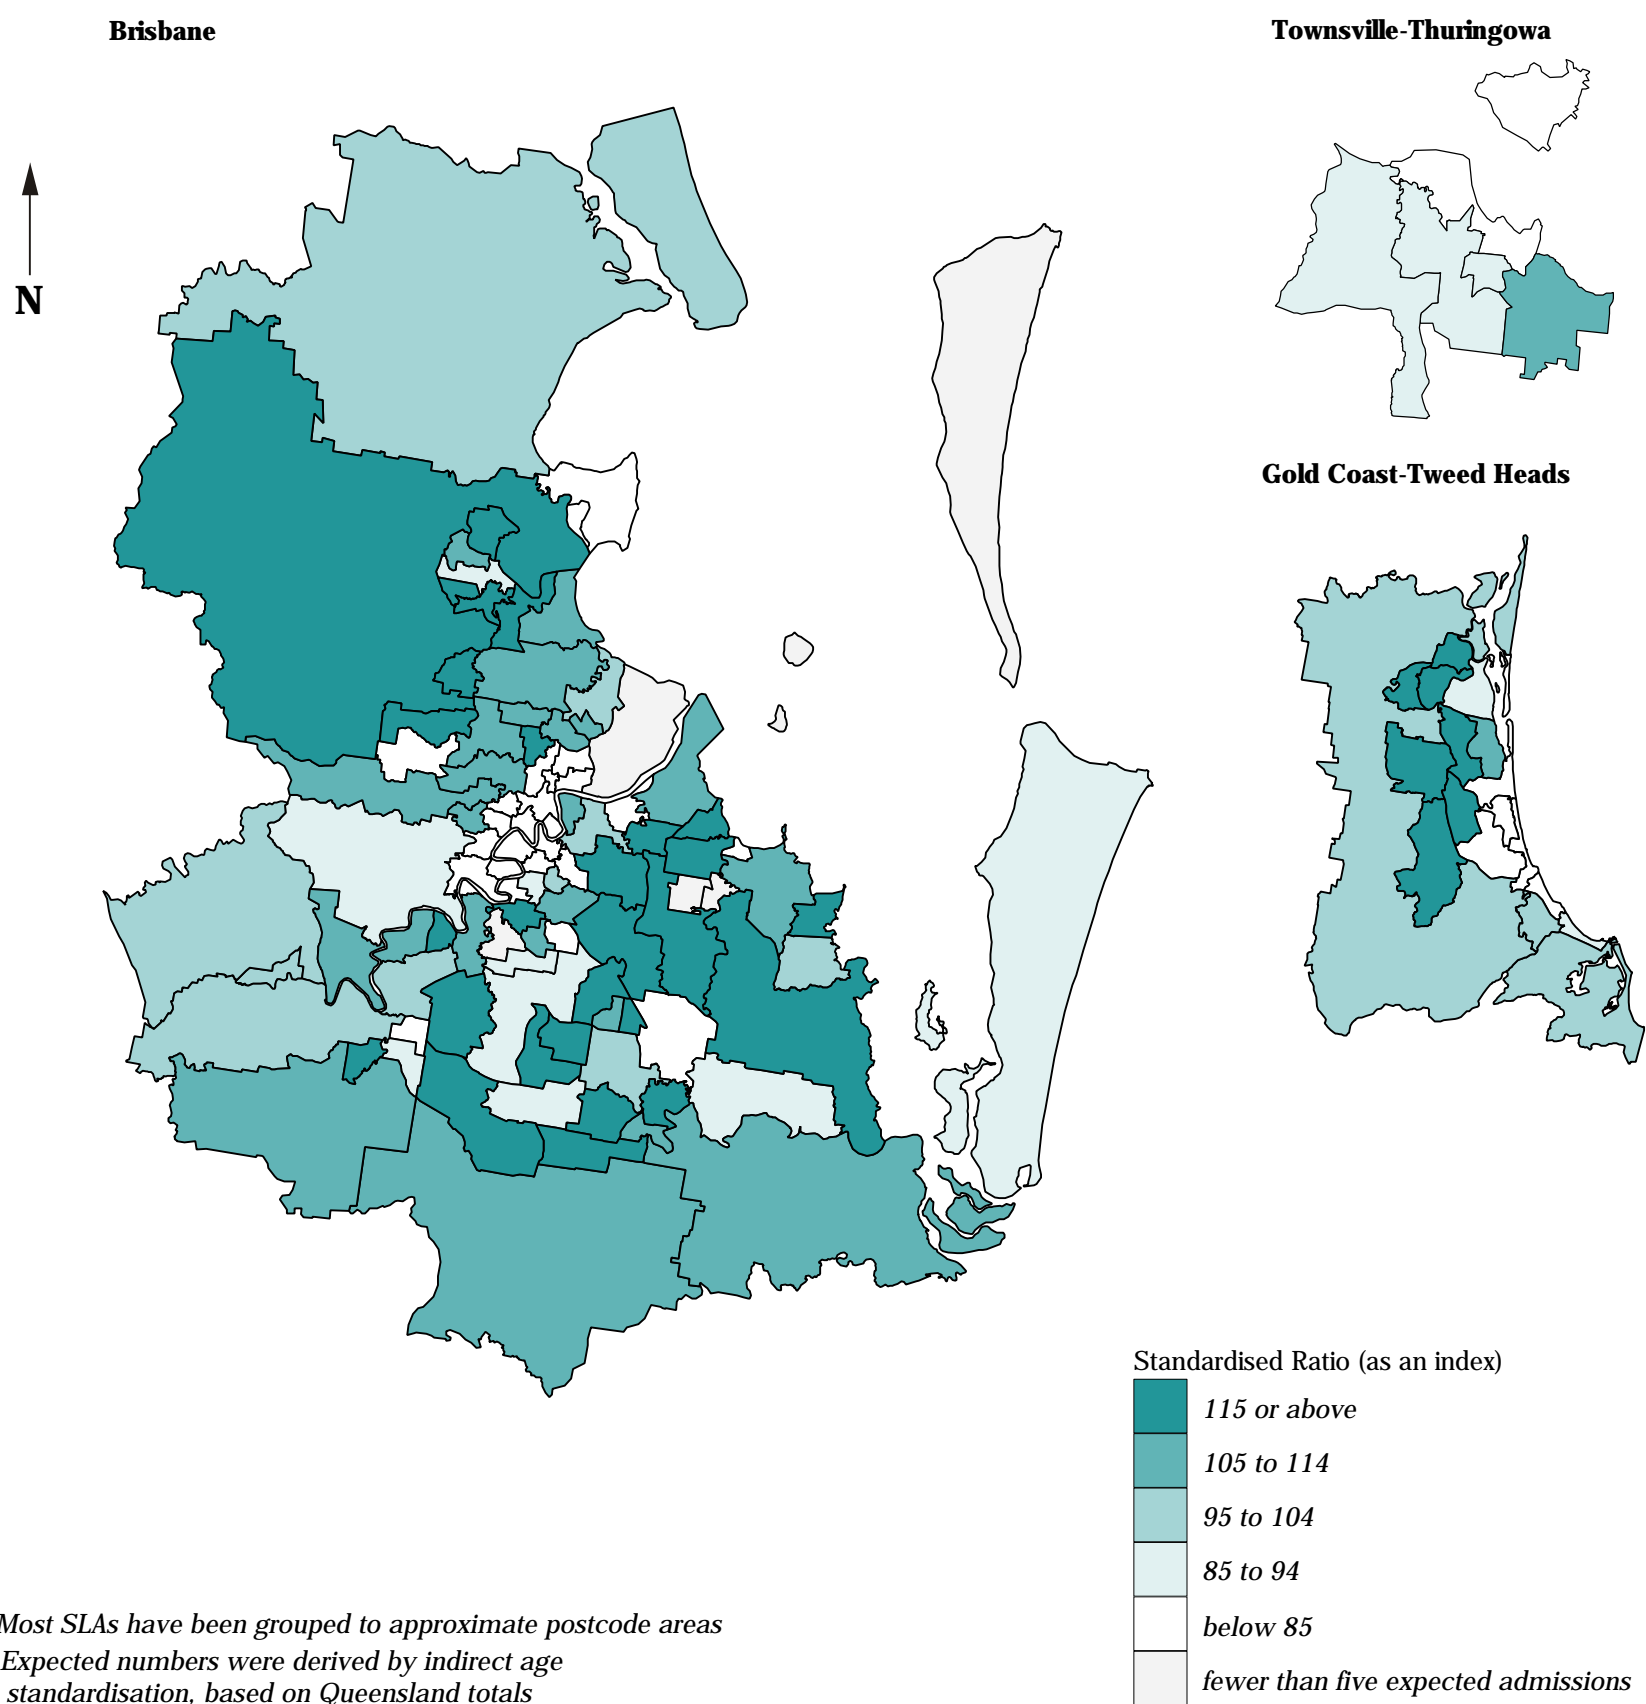 Brisbane
Townsville-Thuringowa
N
Gold Coast-Tweed Heads
Standardised Ratio (as an index)
115 or above
105 to 114
95 to 104
85 to 94
below 85
fewer than five expected admissions
Most SLAs have been grouped to approximate postcode areas
Expected numbers were derived by indirect age
standardisation, based on Queensland totals